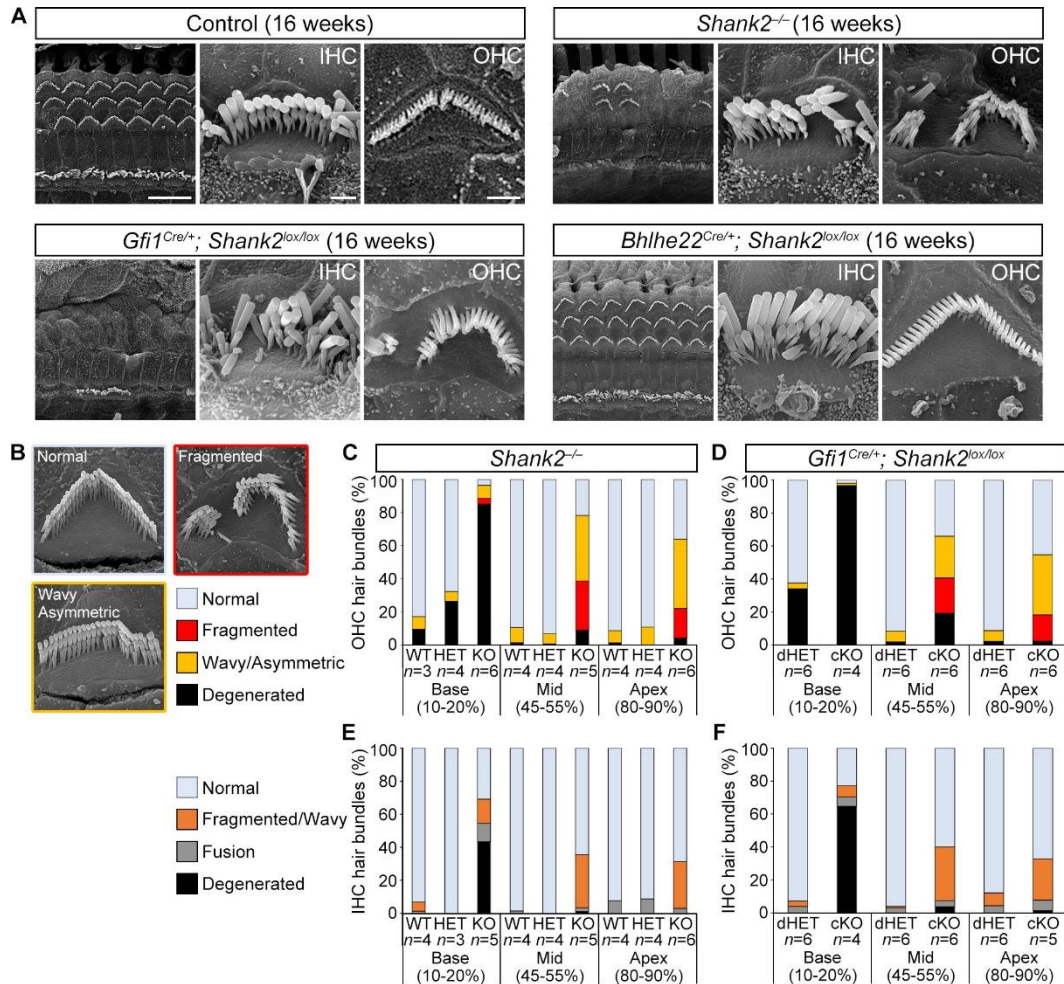 A
Control (16 weeks)
IHC
OHC
Shank2–/–
(16 weeks)
IHC
OHC
Gfi1Cre/+; Shank2lox/lox (16 weeks)
IHC
OHC
Bhlhe22Cre/+; Shank2lox/lox (16 weeks)
IHC
OHC
B
Normal
Fragmented
Wavy
Asymmetric
Normal
Fragmented
Wavy/Asymmetric
Degenerated
C
Shank2–/–
OHC hair bundles (%)
100
80
60
40
20
0
WT HET KO WT HET KO WT HET KO
n=3 n=4 n=6 n=4 n=4 n=5 n=4 n=4 n=6
Base Mid Apex
(10-20%) (45-55%) (80-90%)
D
Gfi1Cre/+; Shank2lox/lox
OHC hair bundles (%)
100
80
60
40
20
0
dHET cKO dHET cKO dHET cKO
n=6 n=4 n=6 n=6 n=6 n=6
Base Mid Apex
(10-20%) (45-55%) (80-90%)
Normal
Fragmented/Wavy
Fusion
Degenerated
E
IHC hair bundles (%)
100
80
60
40
20
0
WT HET KO WT HET KO WT HET KO
n=4 n=3 n=5 n=4 n=4 n=5 n=4 n=4 n=6
Base Mid Apex
(10-20%) (45-55%) (80-90%)
F
IHC hair bundles (%)
100
80
60
40
20
0
dHET cKO dHET cKO dHET cKO
n=6 n=4 n=6 n=6 n=6 n=5
Base Mid Apex
(10-20%) (45-55%) (80-90%)